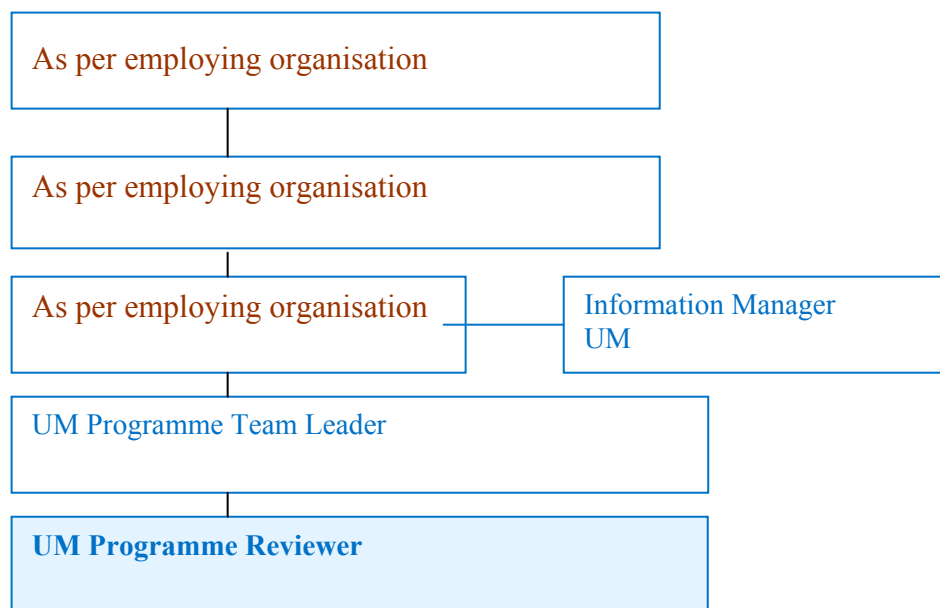 As per employing organisation
As per employing organisation
As per employing organisation
Information Manager
UM
UM Programme Team Leader
UM Programme Reviewer